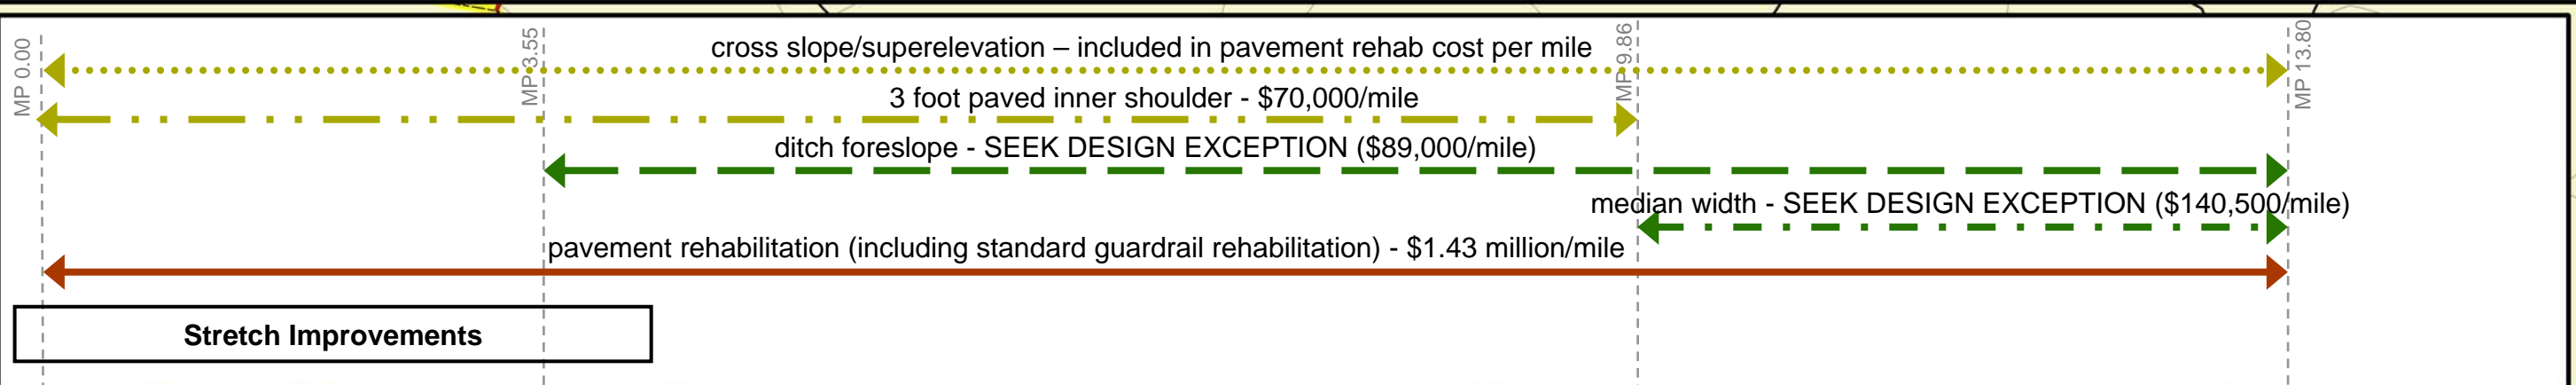 MP 0.00
MP 3.55
cross slope/superelevation – included in pavement rehab cost per mile
MP 9.86
MP 13.80
3 foot paved inner shoulder - $70,000/mile
ditch foreslope - SEEK DESIGN EXCEPTION ($89,000/mile)
median width - SEEK DESIGN EXCEPTION ($140,500/mile)
pavement rehabilitation (including standard guardrail rehabilitation) - $1.43 million/mile
Stretch Improvements